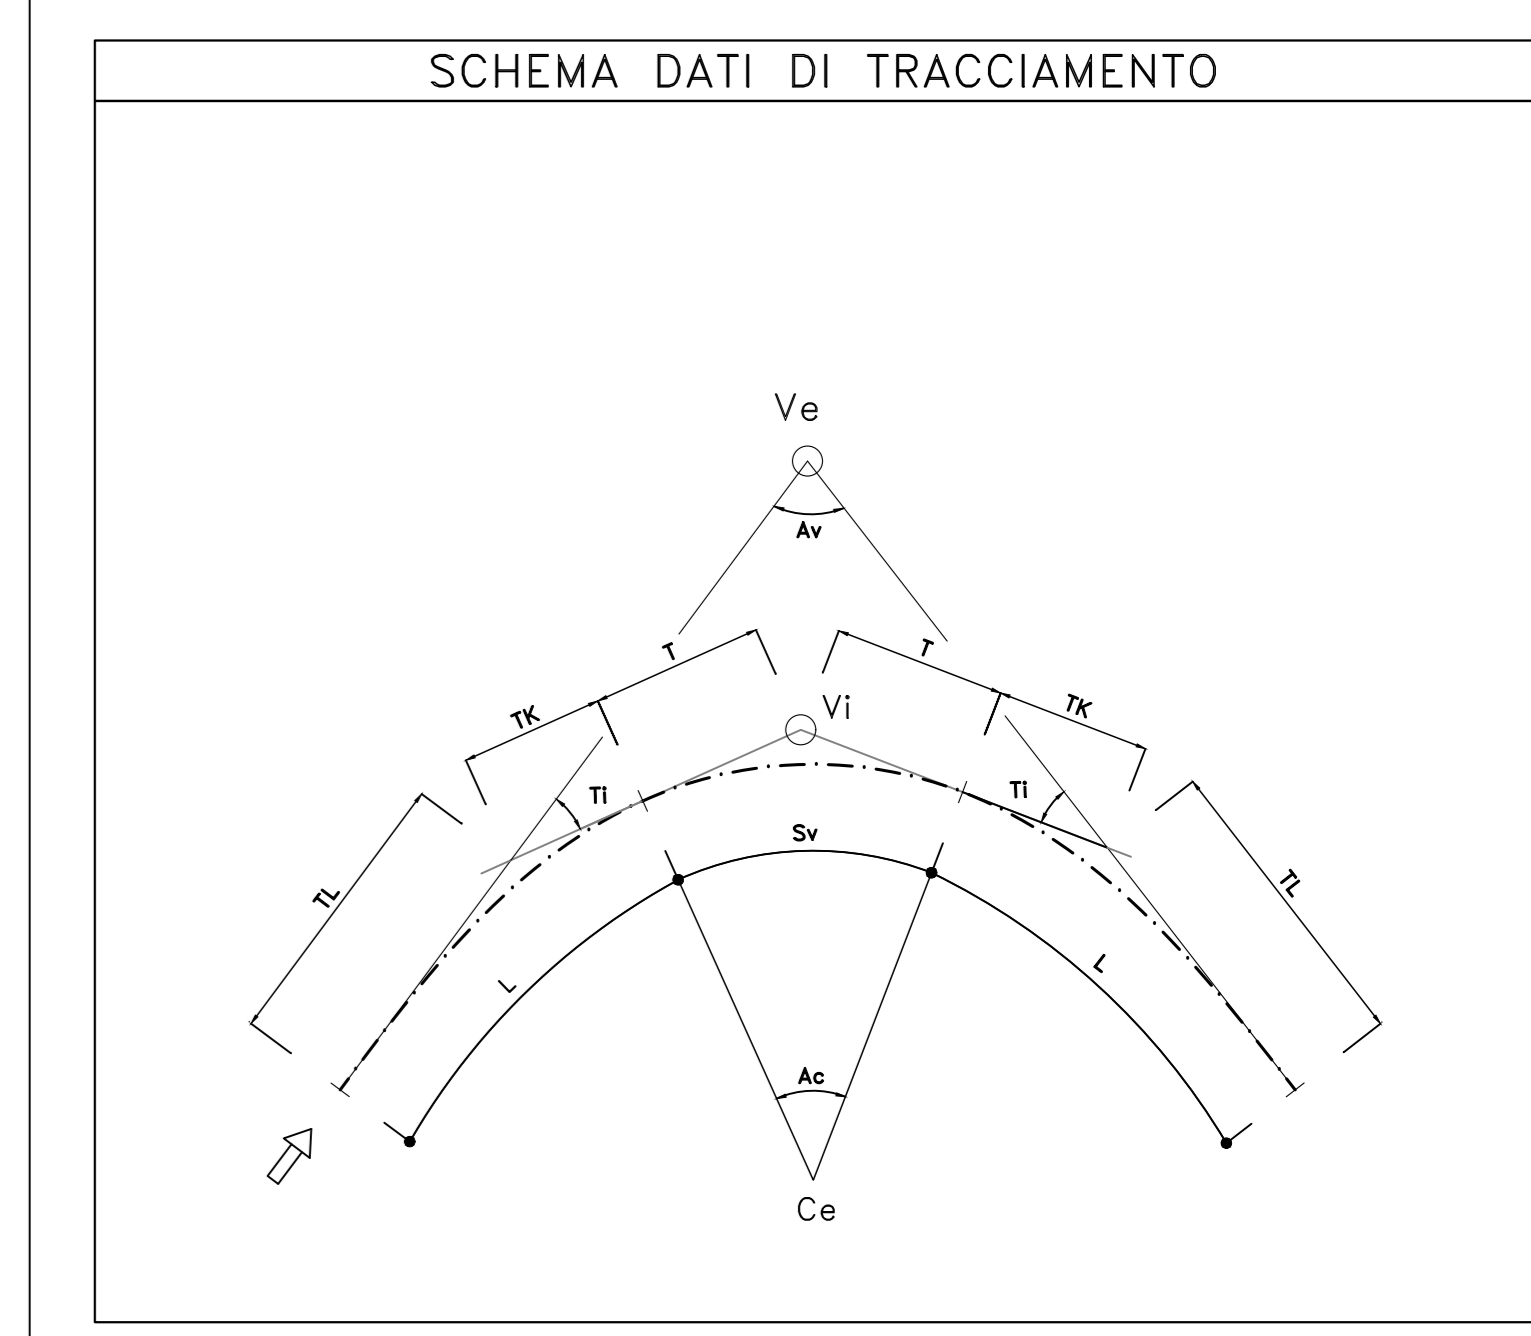 SCHEMA DATI DI TRACCIAMENTO
Ve
Av
T
T
TK
TK
Vi
Ti
Ti
Sv
TL
TL
L
L
Ac
Ce